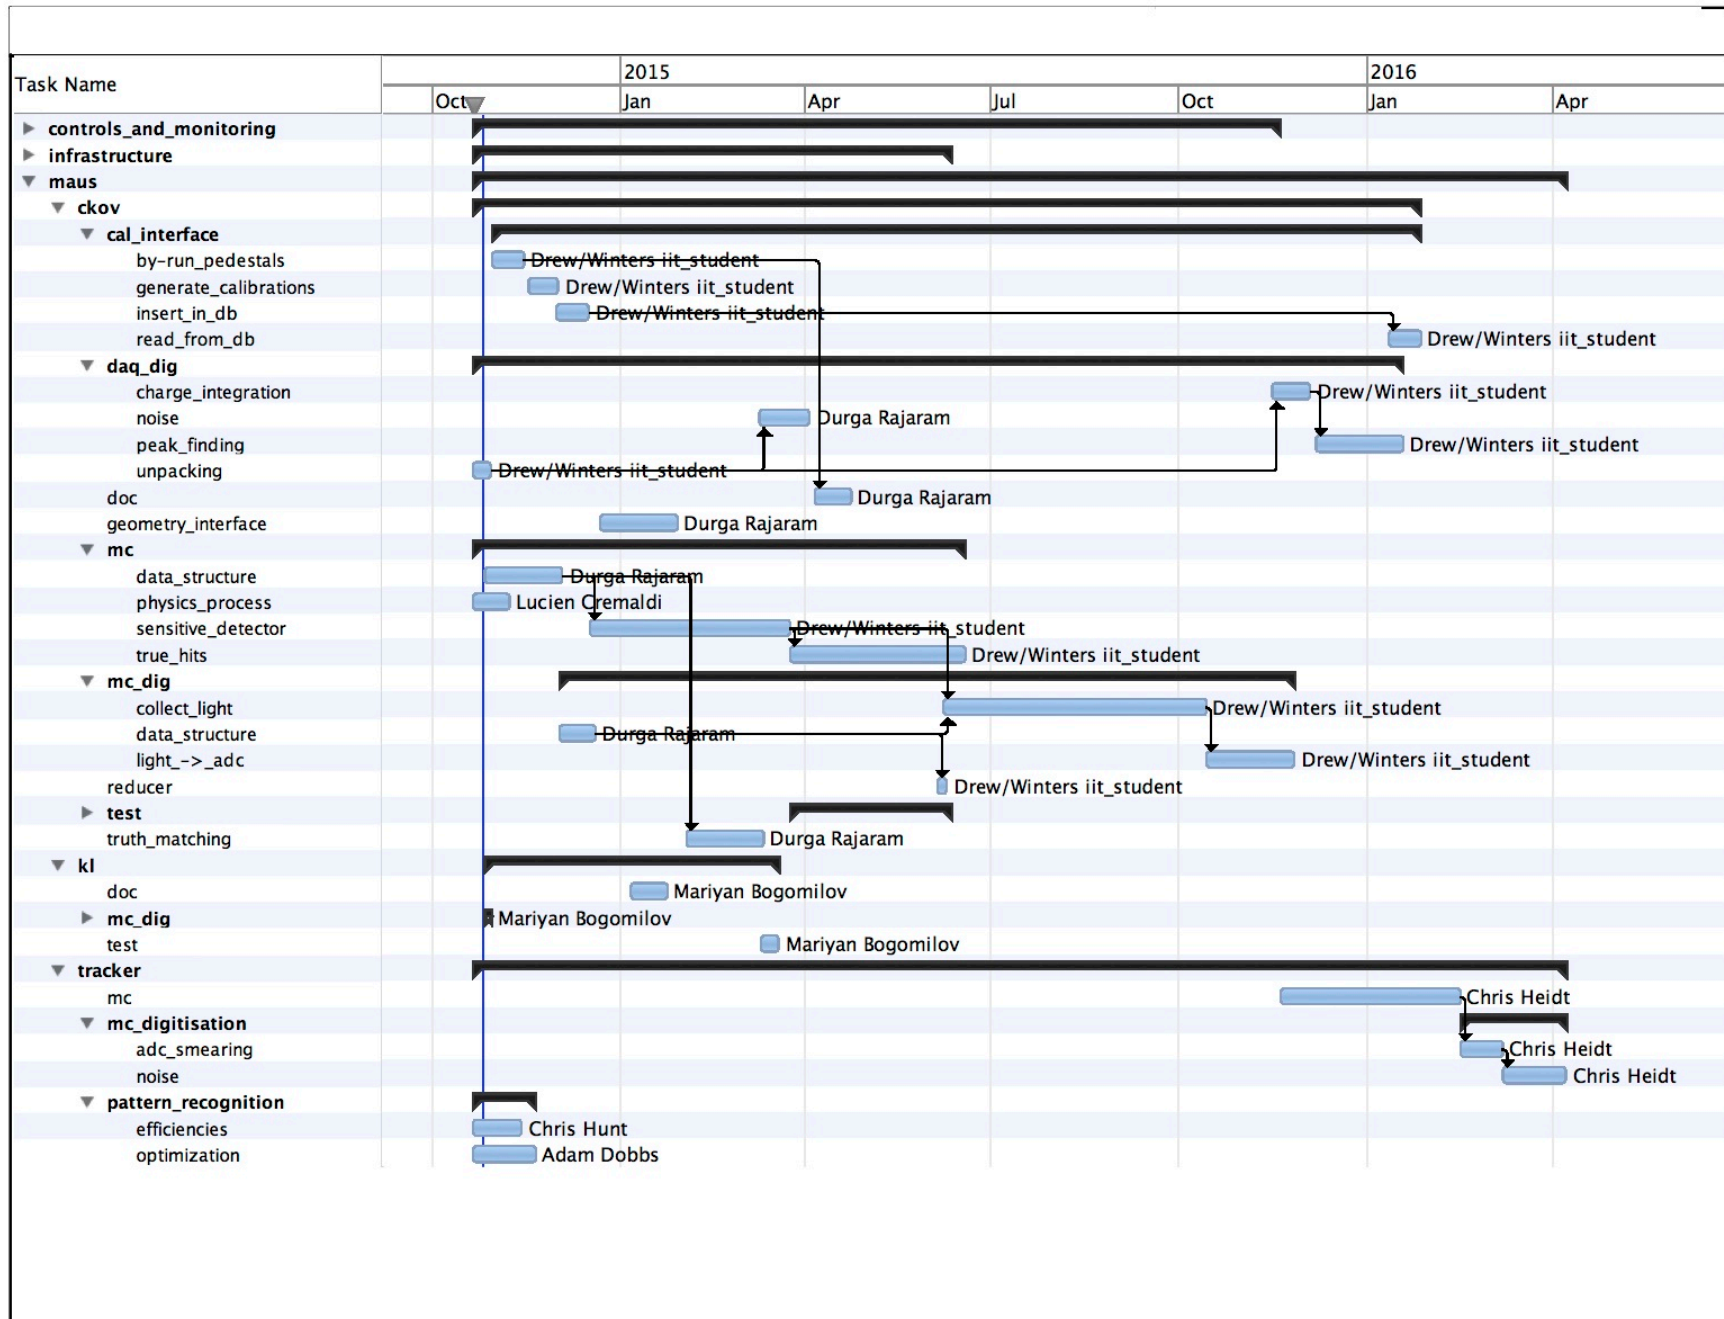 2015 2016
Task Name
Oct Jan Apr Jul Oct Jan Apr
controls_and_monitoring
infrastructure
maus
ckov
cal_interface
by-run_pedestals Drew/Winters iit_student
generate_calibrations Drew/Winters iit_student
insert_in_db Drew/Winters iit_student
read_from_db Drew/Winters iit_student
daq_dig
charge_integration Drew/Winters iit_student
noise Durga Rajaram
peak_finding Drew/Winters iit_student
unpacking Drew/Winters iit_student
doc Durga Rajaram
geometry_interface Durga Rajaram
mc
data_structure Durga Rajaram
physics_process Lucien Cremaldi
sensitive_detector Drew/Winters iit_student
true_hits Drew/Winters iit_student
mc_dig
collect_light Drew/Winters iit_student
data_structure Durga Rajaram
light_->_adc Drew/Winters iit_student
reducer Drew/Winters iit_student
test
truth_matching Durga Rajaram
kl
doc Mariyan Bogomilov
mc_dig Mariyan Bogomilov
test Mariyan Bogomilov
tracker
mc Chris Heidt
mc_digitisation
adc_smearing Chris Heidt
noise Chris Heidt
pattern_recognition
efficiencies Chris Hunt
optimization Adam Dobbs